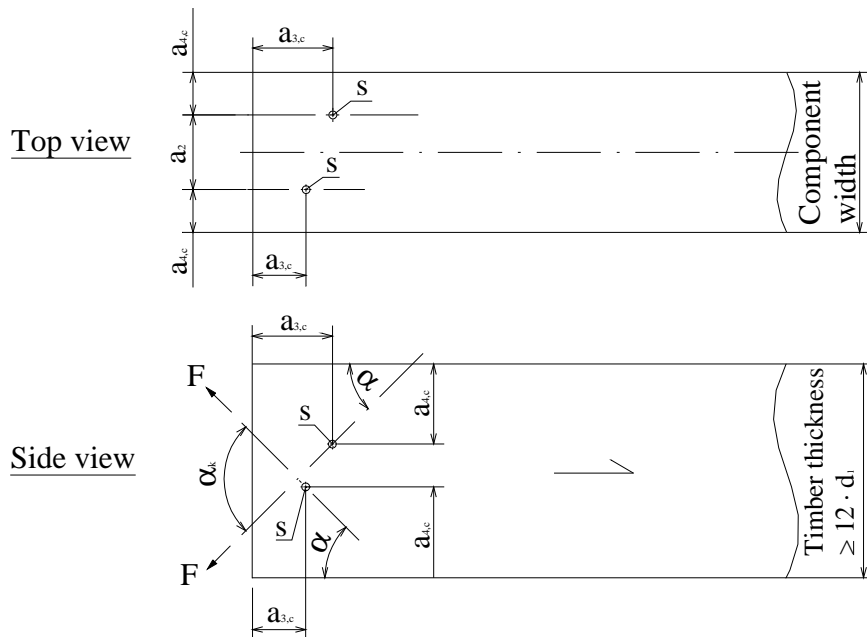 a4,c
a3,c
s
Top view
a2
s
Component
width
a4,c
a3,c
a3,c
F
α
a4,c
s
Side view
αk
s
α
a4,c
Timber thickness
≥ 12 · d1
F
a3,c